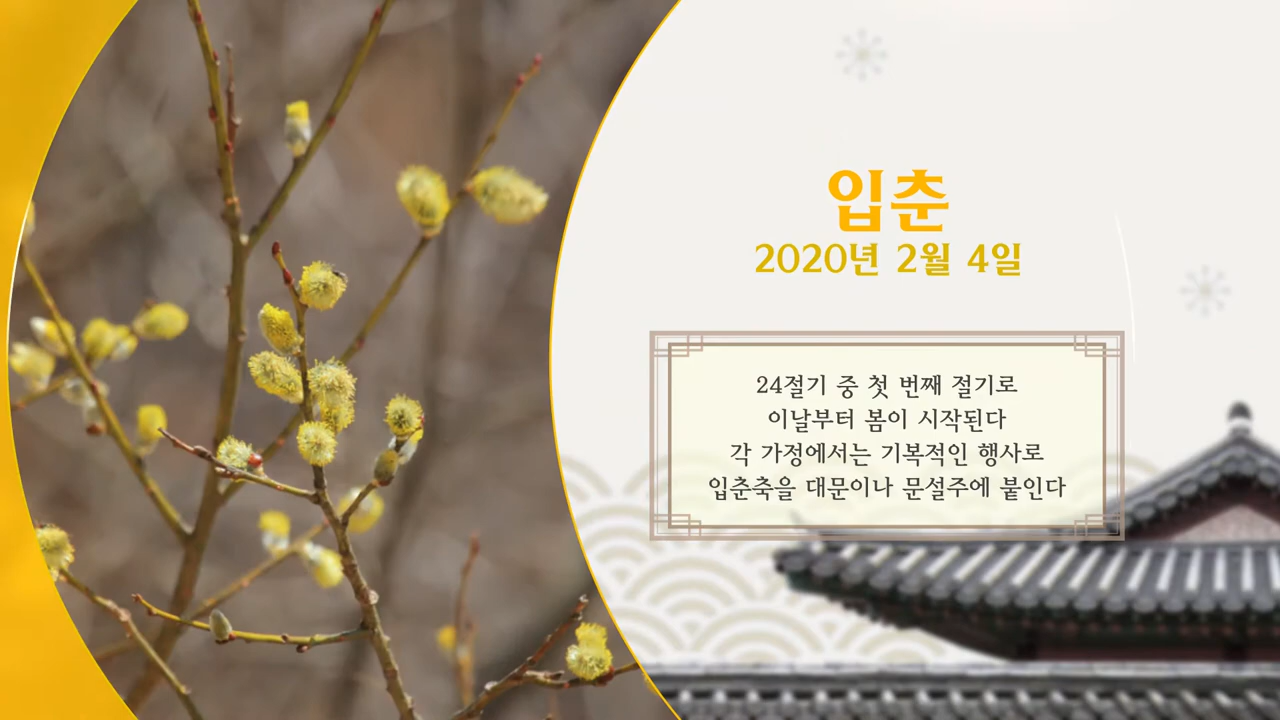 입춘
2020년 2월 4일
24절기 중 첫 번째 절기로
이날부터 봄이 시작된다
각 가정에서는 기복적인 행사로
입춘축을 대문이나 문설주에 붙인다